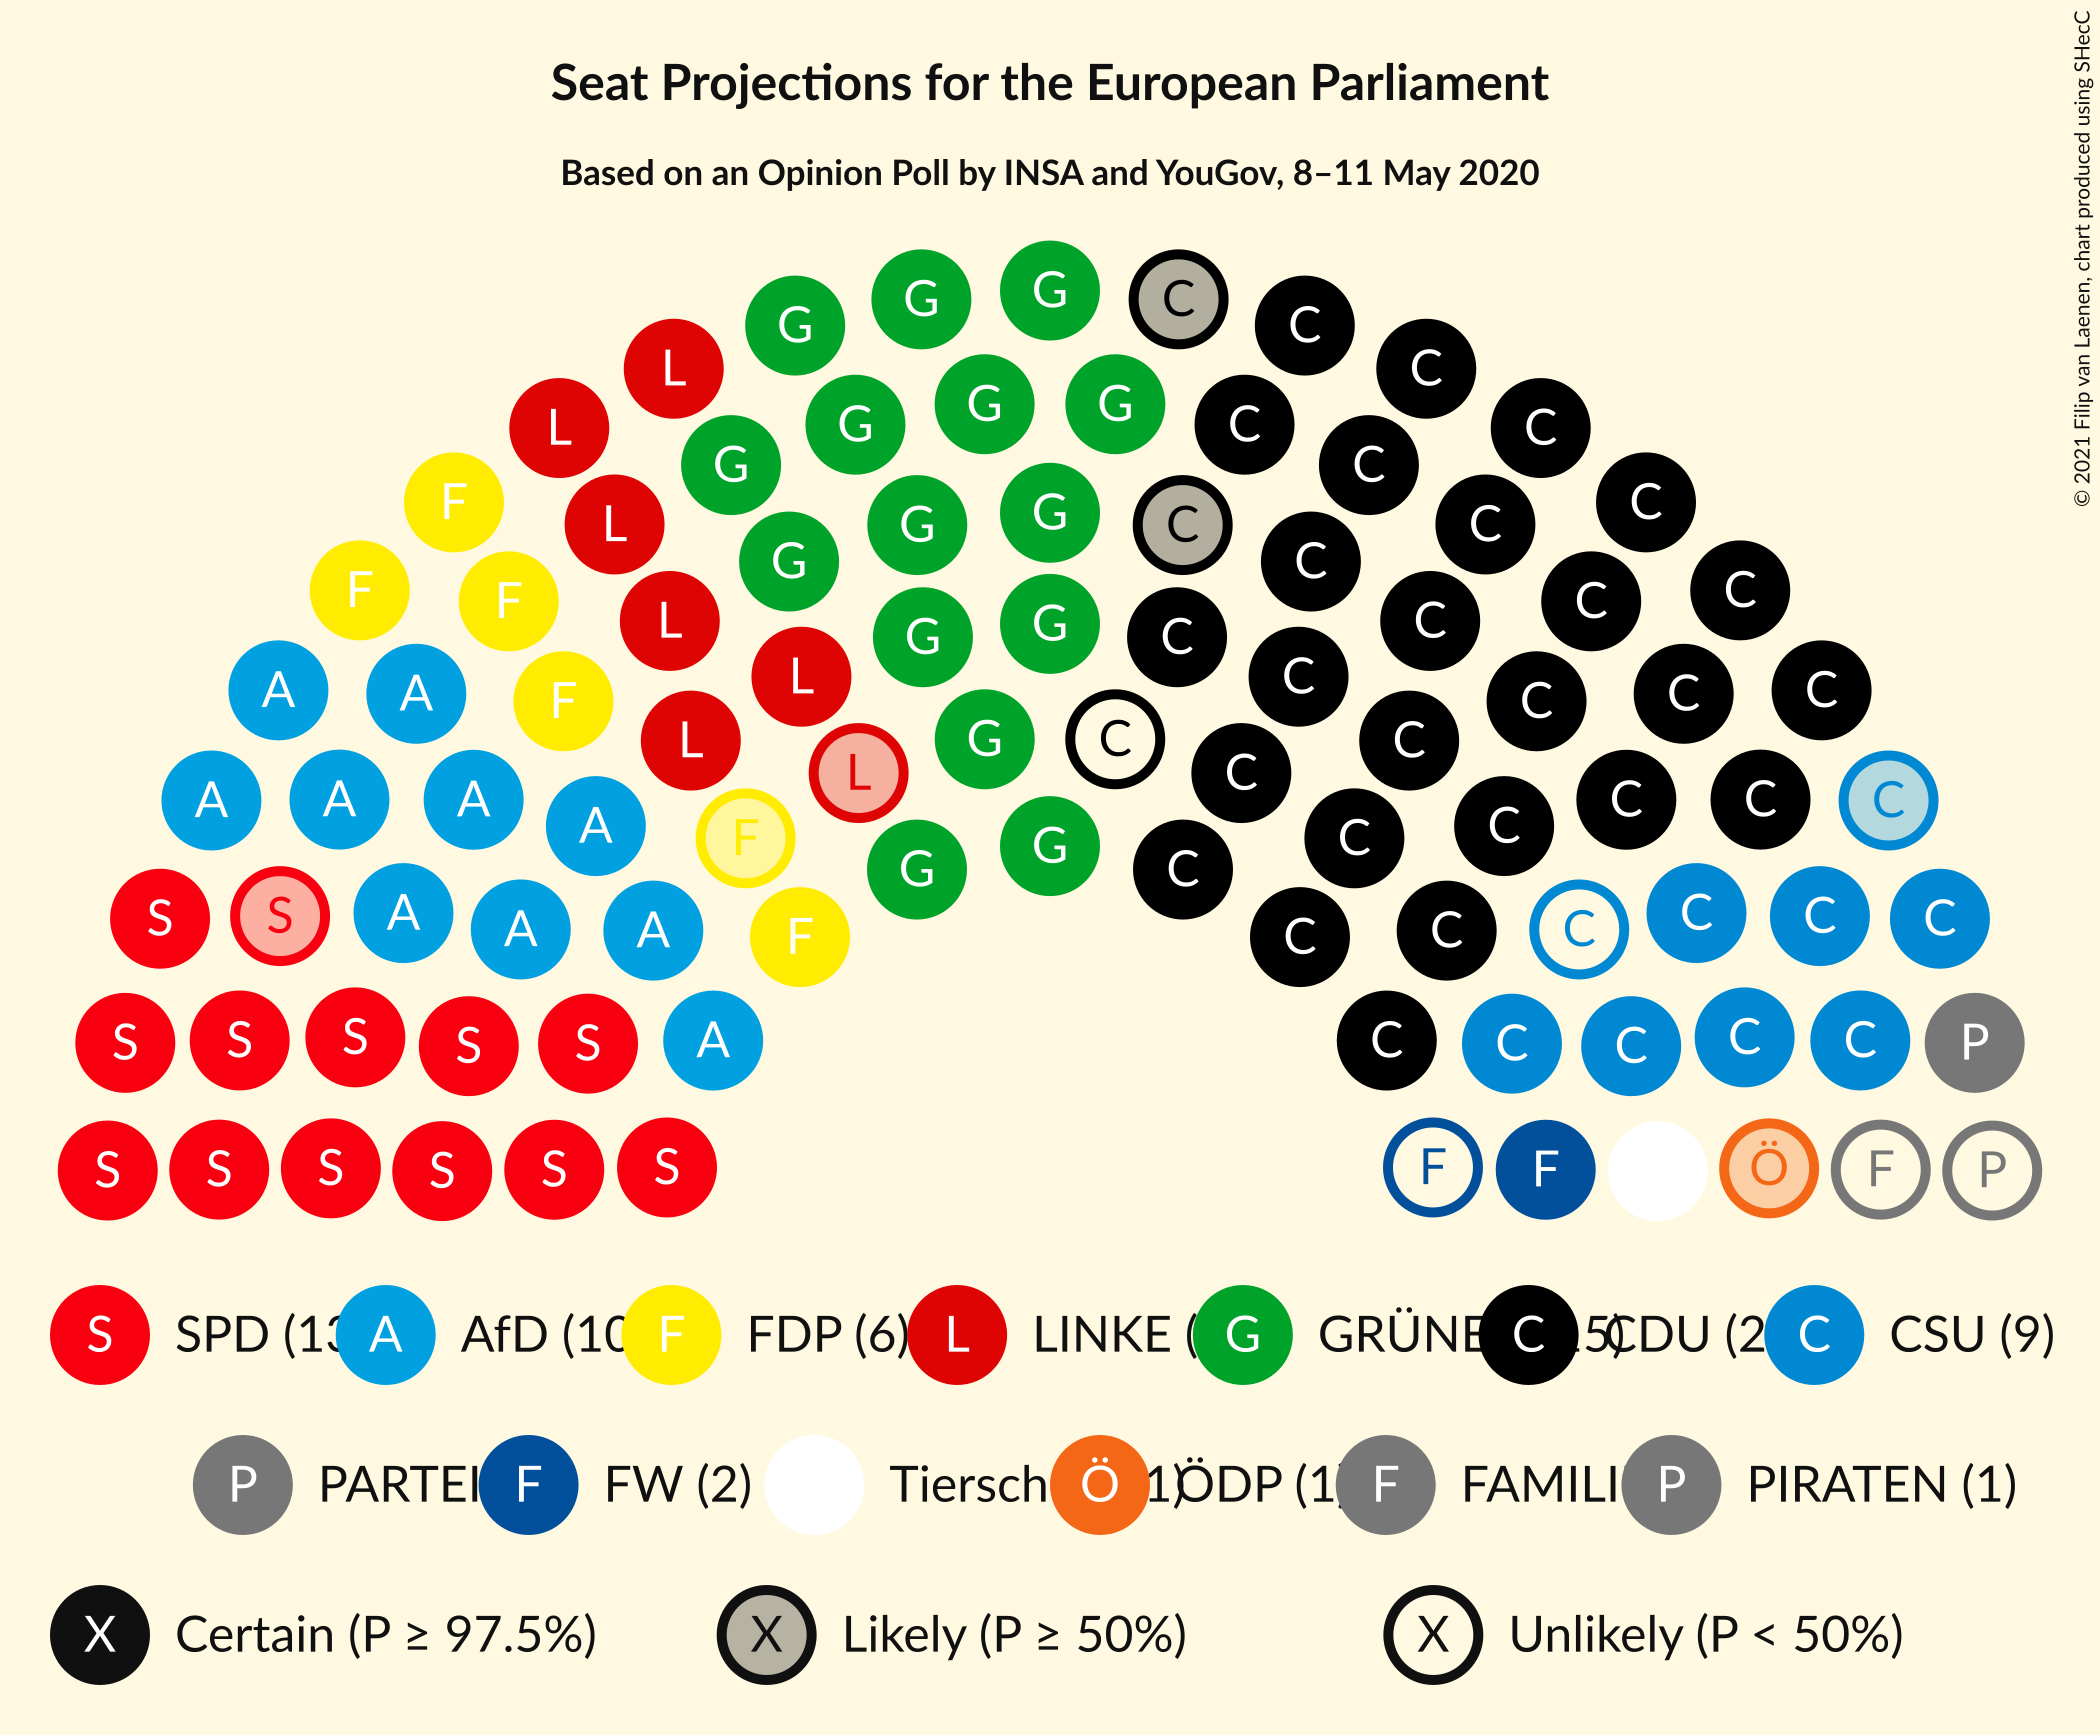 Seat Projections for the European Parliament
Based on an Opinion Poll by INSA and YouGov, 8–11 May 2020
© 2021 Filip van Laenen, chart produced using SHecC
G G G C C
L C
G G
L G C C
G C
F G C
L G C C
G C
F F C C
L G C
G C
L C
A A C C
F C
L G C C
L C
A A A C C C
A F C C
G G C
S S A C C C
A A F C C C
S S S S S A C C C C C P
S S S S S S F F Ö F P
S SPD (13 A AfD (10 F FDP (6) L LINKE ( G GRÜNE C 5) CDU (2 C CSU (9)
P PARTEI F FW (2) Tiersch Ö 1) ÖDP (1 F FAMILI P PIRATEN (1)
X Certain (P ≥ 97.5%) X Likely (P ≥ 50%) X Unlikely (P < 50%)